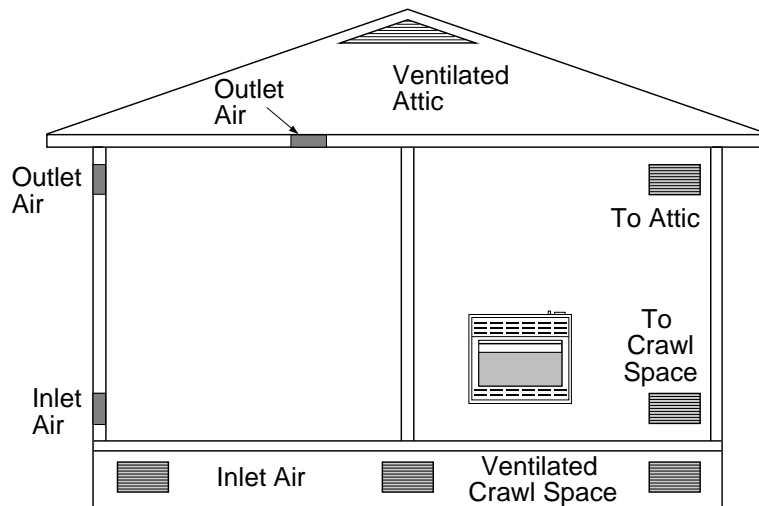 Ventilated
Attic
Outlet
Air
Outlet
Air
To Attic
To
Crawl
Space
Inlet
Air
Inlet Air
Ventilated
Crawl Space